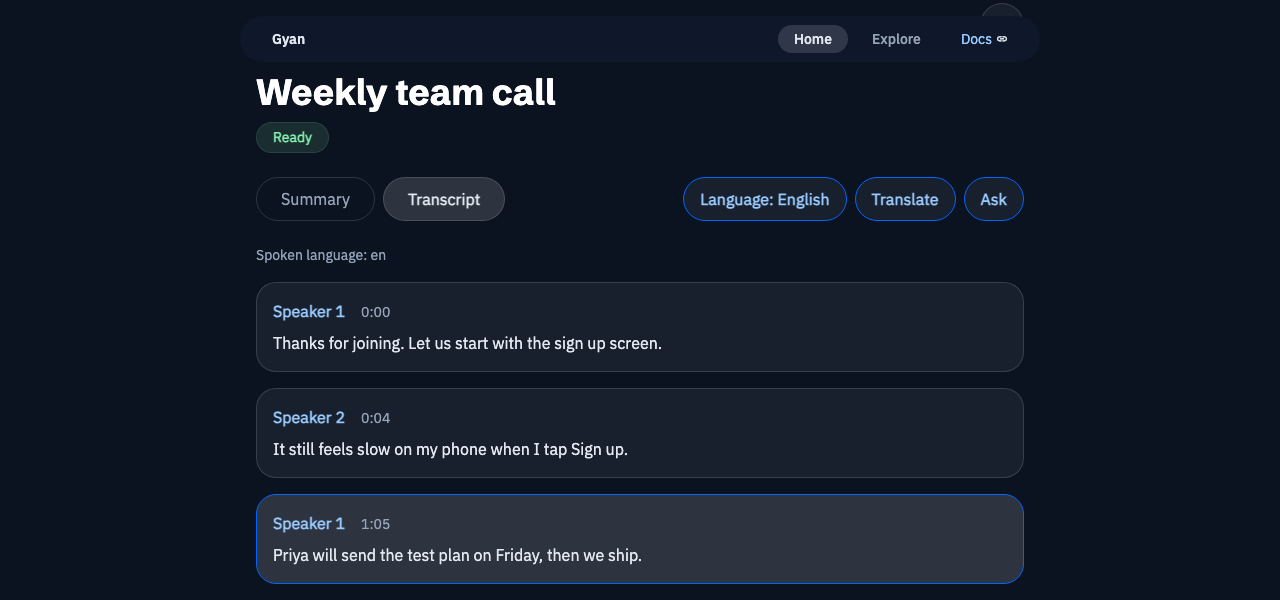 Gyan
Home
Explore
Docs
Weekly team call
Ready
Summary
Transcript
Language: English
Translate
Ask
Spoken language: en
Speaker 1 0:00
Thanks for joining. Let us start with the sign up screen.
Speaker 2 0:04
It still feels slow on my phone when I tap Sign up.
Speaker 1 1:05
Priya will send the test plan on Friday, then we ship.